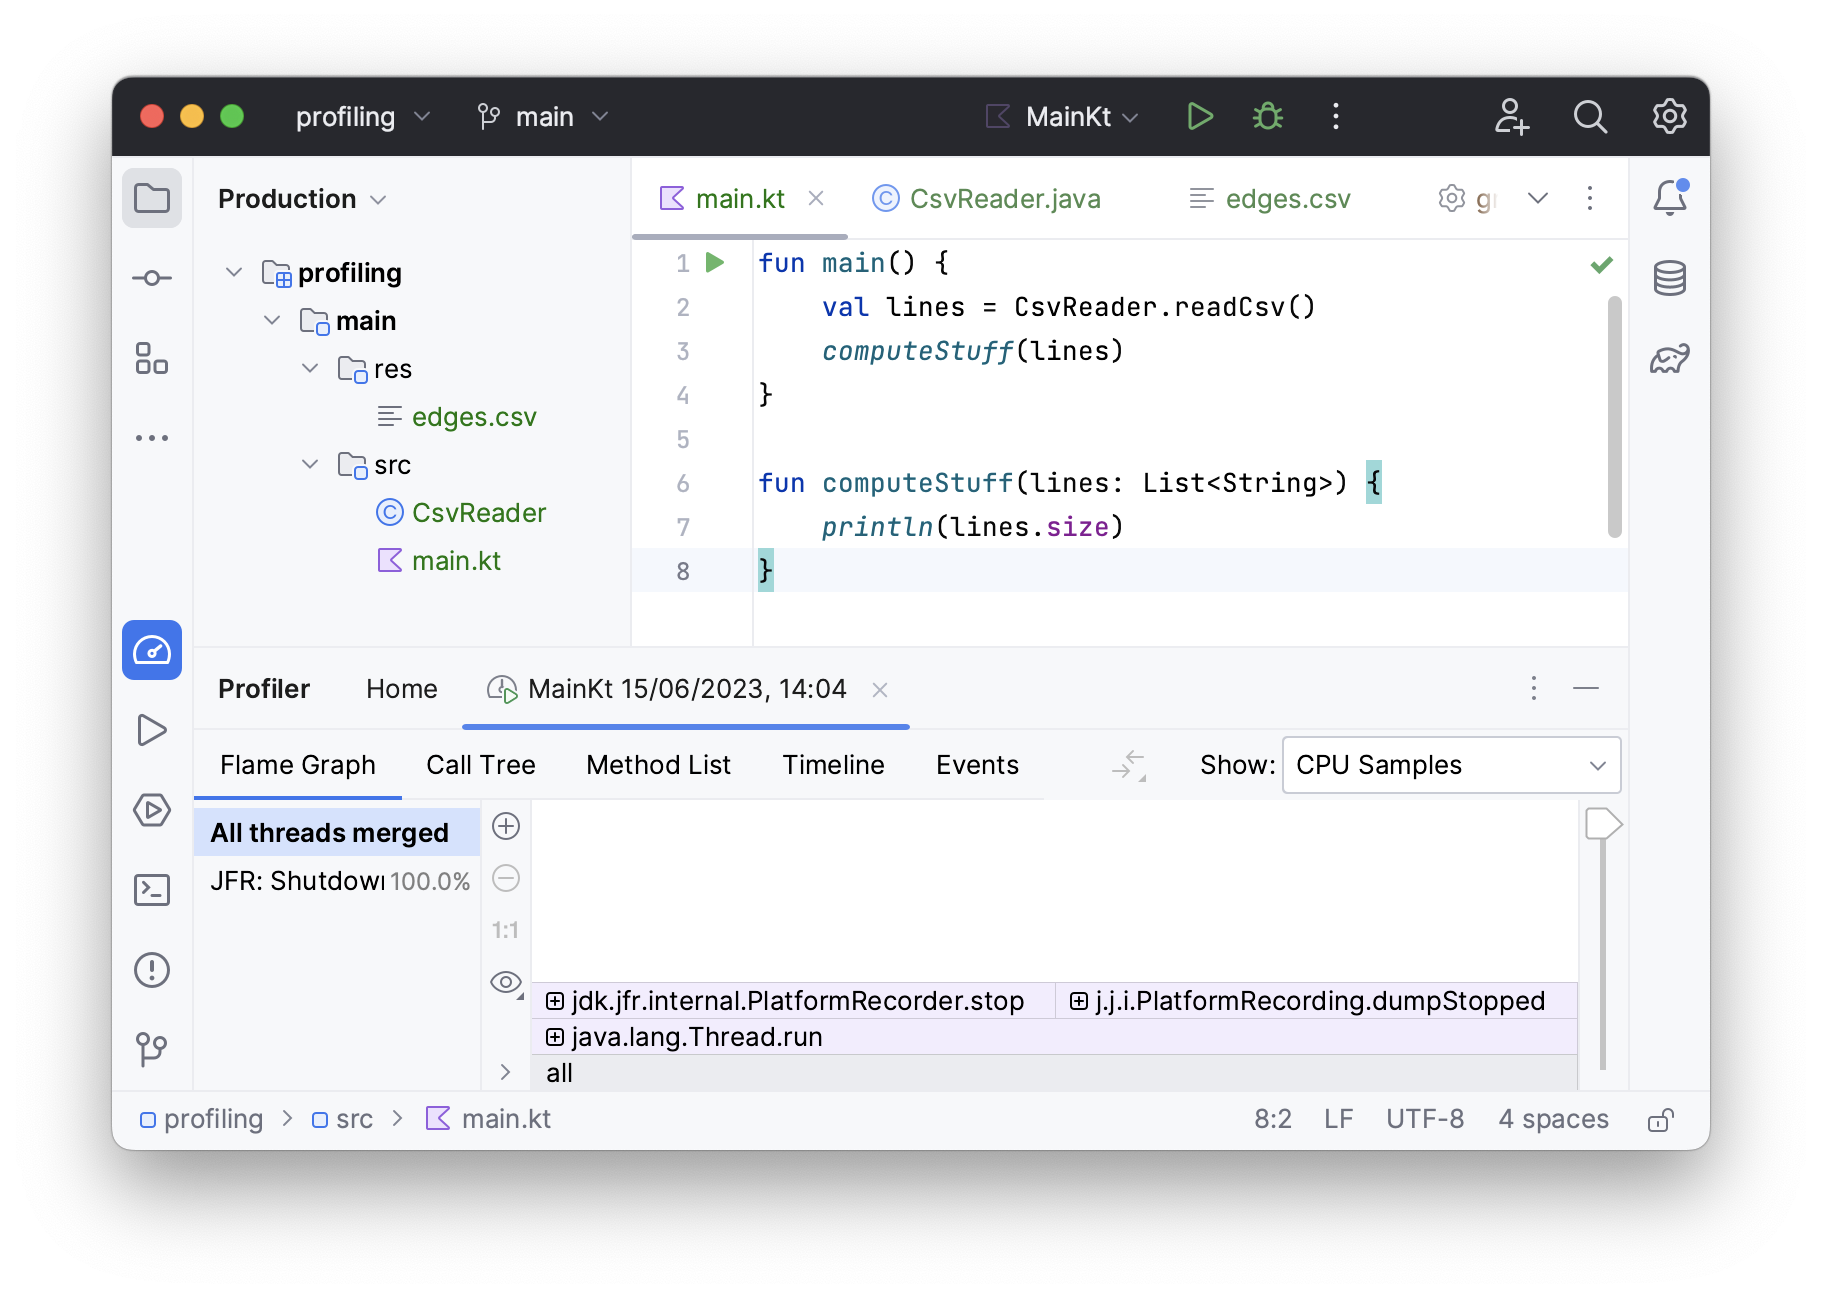 profiling
main
MainKt
Production
profiling
main
res
edges.csv
src
CsvReader
main.kt
main.kt
CsvReader.java
edges.csv
1 fun main() {
2 val lines = CsvReader.readCsv()
3 computeStuff(lines)
4 }
5
6 fun computeStuff(lines: List<String>) {
7 println(lines.size)
8 }
Profiler
Home
MainKt 15/06/2023, 14:04
Flame Graph
Call Tree
Method List
Timeline
Events
Show:
CPU Samples
All threads merged
JFR: Shutdow 100.0%
1:1
jdk.jfr.internal.PlatformRecorder.stop
j.j.i.PlatformRecording.dumpStopped
java.lang.Thread.run
all
profiling > src > main.kt
8:2
LF
UTF-8
4 spaces